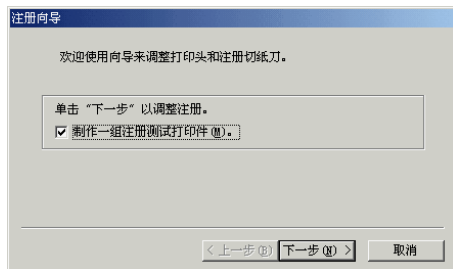 注册向导
欢迎使用向导来调整打印头和注册切纸刀。
单击“下一步”以调整注册。
制作一组注册测试打印件(M)。
< 上一步(B) 下一步(N) > 取消